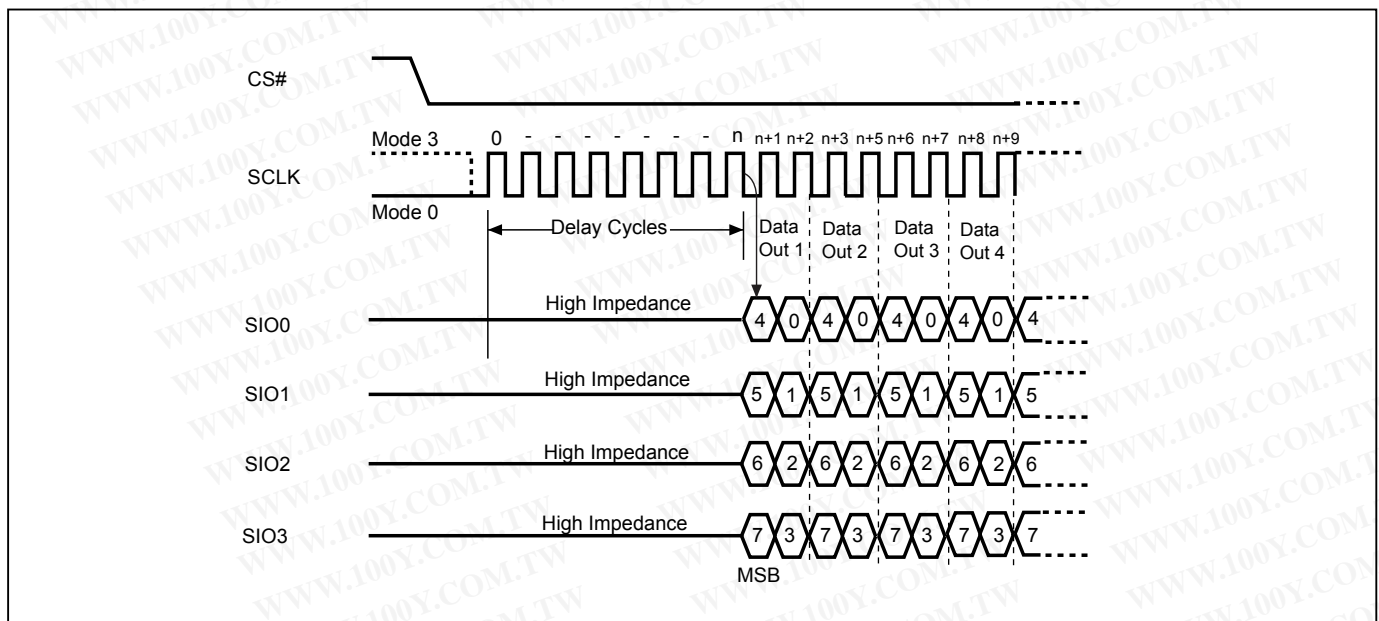 CS#
Mode 3
0 - - - - - - n n+1 n+2 n+3 n+5 n+6 n+7 n+8 n+9
SCLK
Mode 0
Delay Cycles
Data Out 1
Data Out 2
Data Out 3
Data Out 4
High Impedance
SIO0
4 0 4 0 4 0 4 0 4
High Impedance
SIO1
5 1 5 1 5 1 5 1 5
High Impedance
SIO2
6 2 6 2 6 2 6 2 6
High Impedance
SIO3
7 3 7 3 7 3 7 3 7
MSB
WWW.100Y.COM.TW